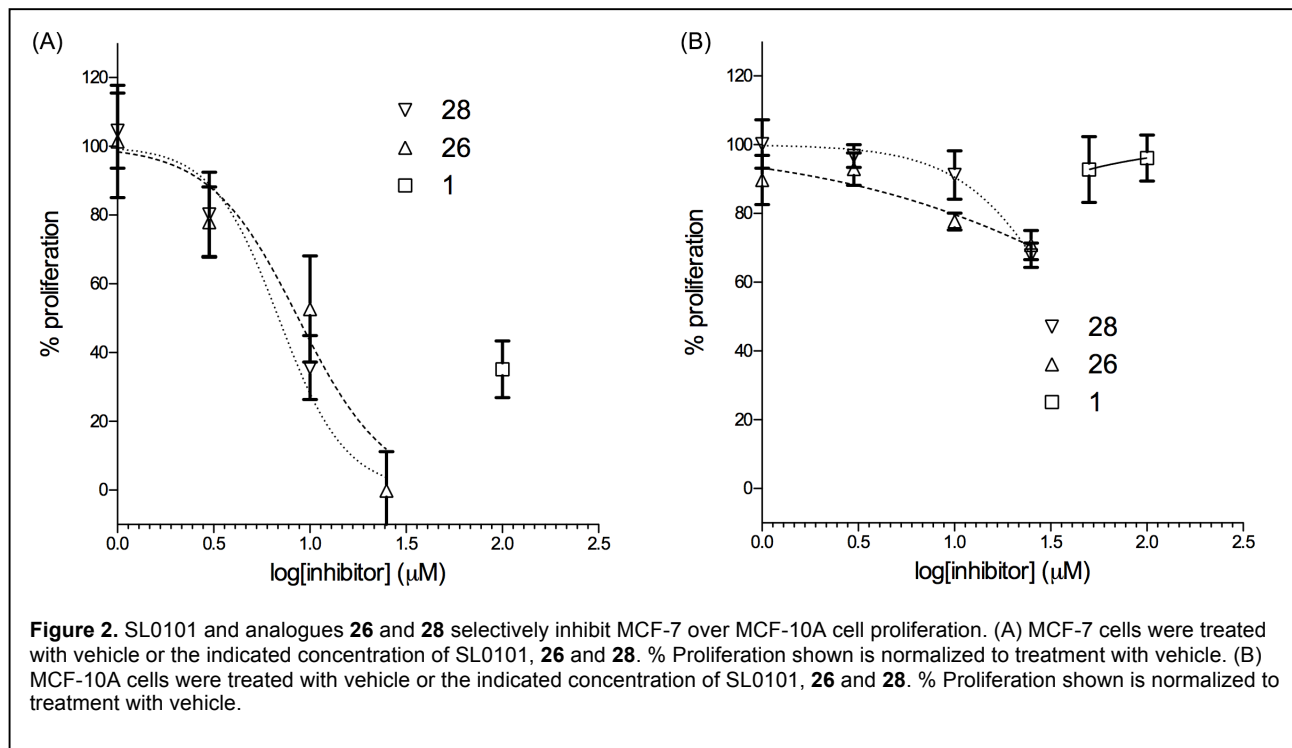 (A)
120
100
80
60
40
20
0
% proliferation
0.0 0.5 1.0 1.5 2.0 2.5
log[inhibitor] (μM)
28
26
1
(B)
120
100
80
60
40
20
0
% proliferation
0.0 0.5 1.0 1.5 2.0 2.5
log[inhibitor] (μM)
28
26
1
Figure 2. SL0101 and analogues 26 and 28 selectively inhibit MCF-7 over MCF-10A cell proliferation. (A) MCF-7 cells were treated
with vehicle or the indicated concentration of SL0101, 26 and 28. % Proliferation shown is normalized to treatment with vehicle. (B)
MCF-10A cells were treated with vehicle or the indicated concentration of SL0101, 26 and 28. % Proliferation shown is normalized to
treatment with vehicle.